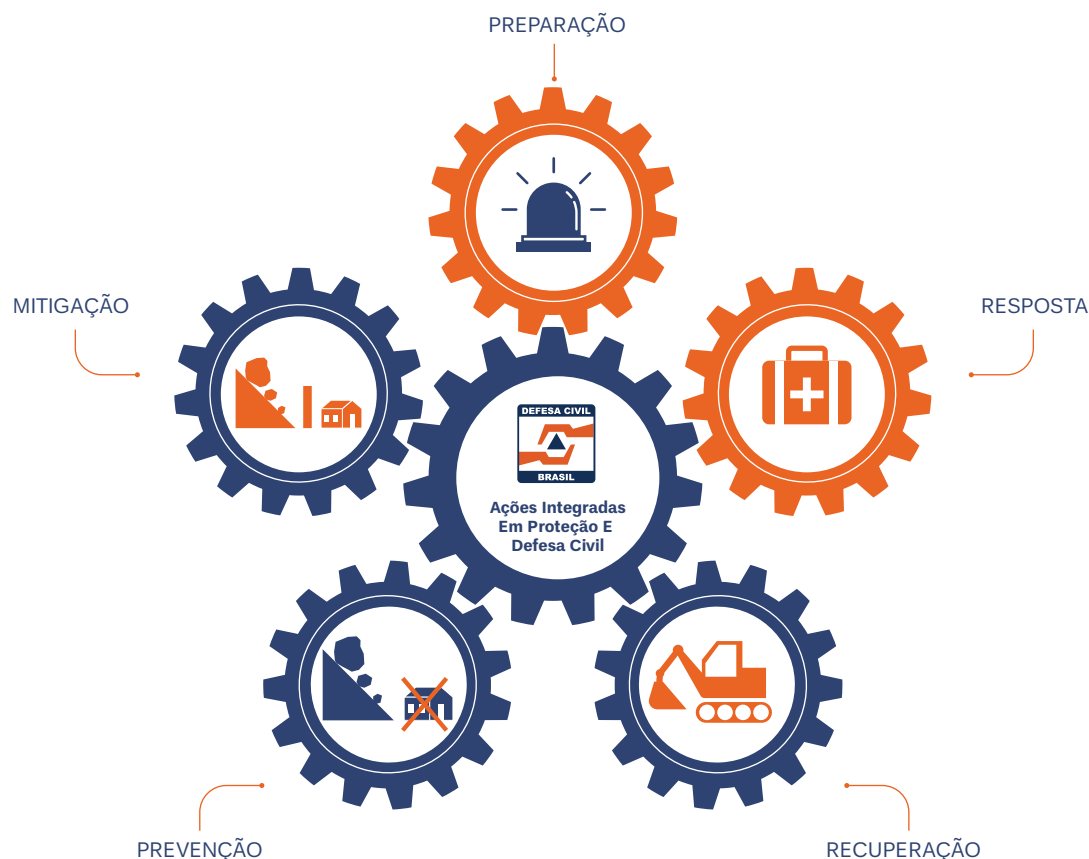 PREPARAÇÃO
MITIGAÇÃO
RESPOSTA
DEFESA CIVIL
BRASIL
Ações Integradas
Em Proteção E
Defesa Civil
PREVENÇÃO
RECUPERAÇÃO